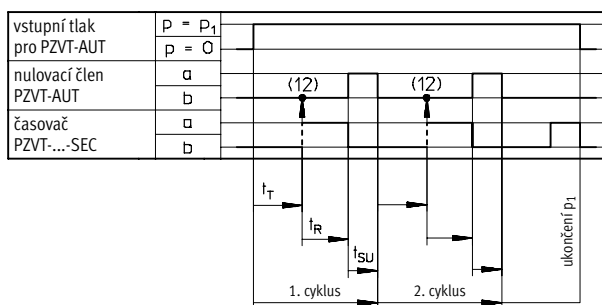 vstupní tlak
pro PZVT-AUT
p = p1
p = 0
nulovací člen
PZVT-AUT
a
b
(12)
(12)
časovač
PZVT-...-SEC
a
b
tT
tR
tSU
ukončení p1
1. cyklus
2. cyklus